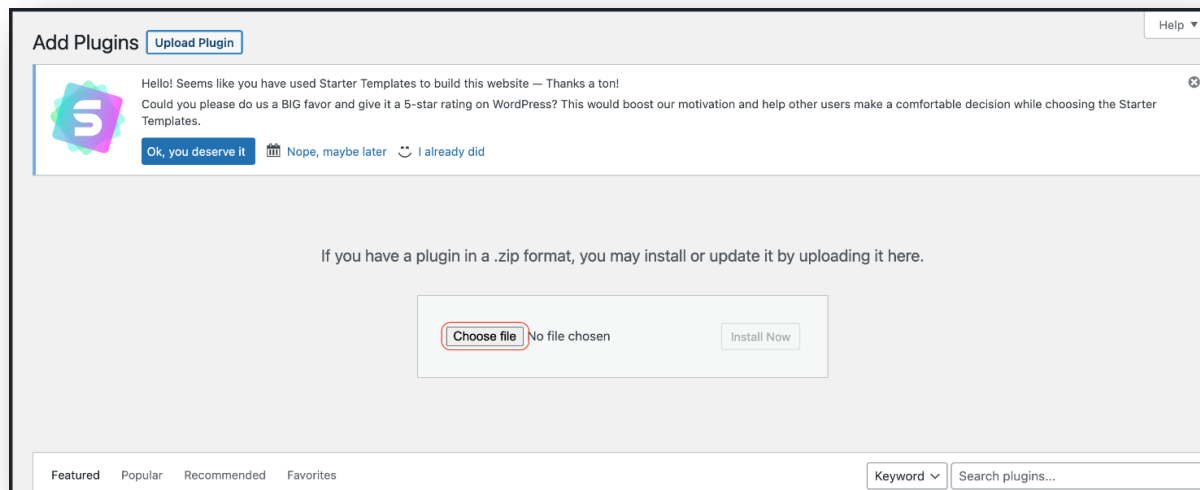 Help
Add Plugins Upload Plugin
Hello! Seems like you have used Starter Templates to build this website — Thanks a ton!
Could you please do us a BIG favor and give it a 5-star rating on WordPress? This would boost our motivation and help other users make a comfortable decision while choosing the Starter
Templates.
Ok, you deserve it Nope, maybe later I already did
If you have a plugin in a .zip format, you may install or update it by uploading it here.
Choose file No file chosen Install Now
Featured Popular Recommended Favorites Keyword Search plugins...